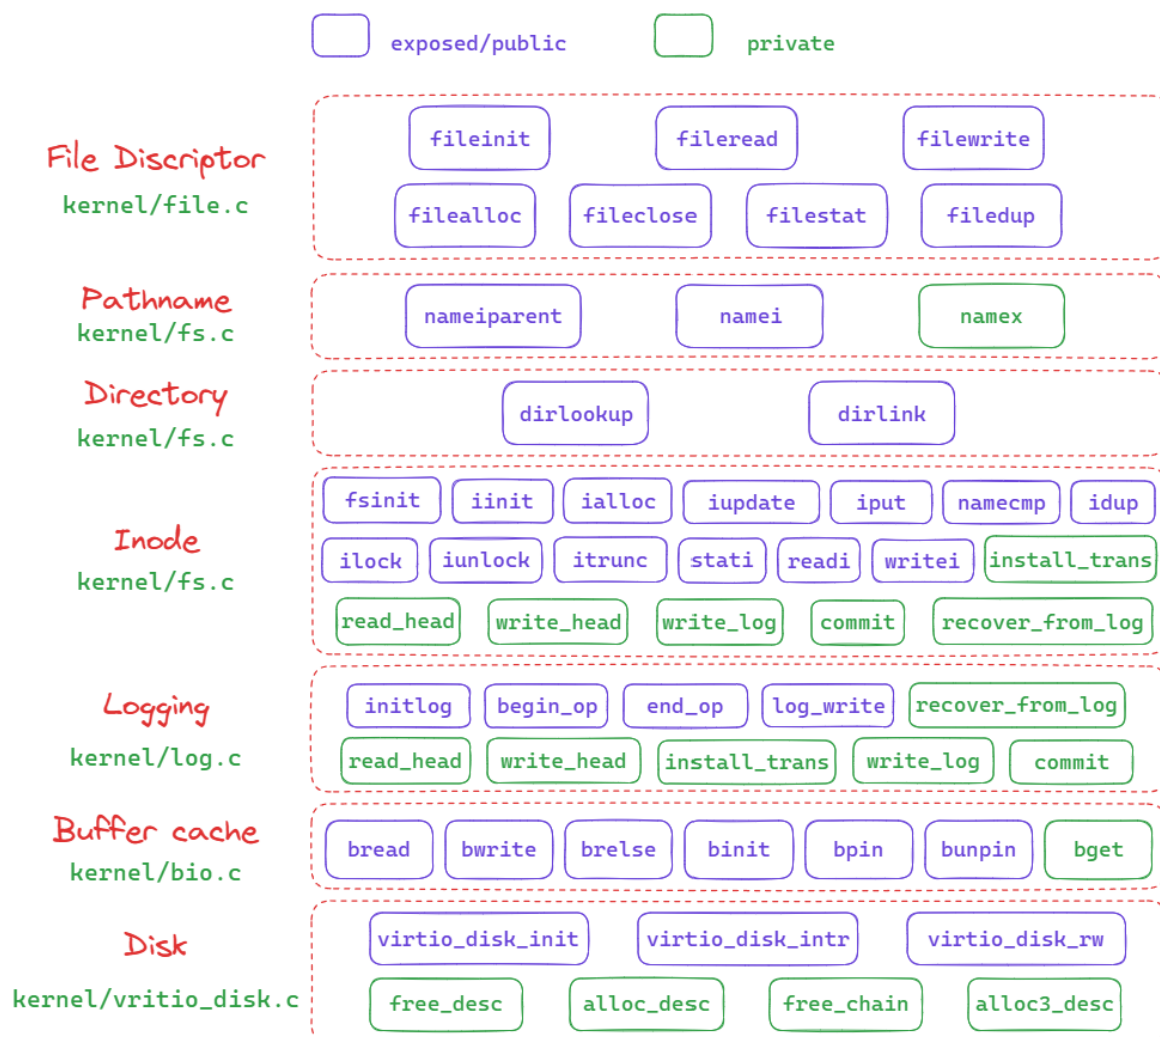 exposed/public private
File Discriptor
kernel/file.c
fileinit fileread filewrite
filealloc fileclose filestat filedup
Pathname
kernel/fs.c
nameiparent namei namex
Directory
kernel/fs.c
dirlookup dirlink
Inode
kernel/fs.c
fsinit iinit ialloc iupdate iput namecmp idup
ilock iunlock itrunc stati readi writei install_trans
read_head write_head write_log commit recover_from_log
Logging
kernel/log.c
initlog begin_op end_op log_write recover_from_log
read_head write_head install_trans write_log commit
Buffer cache
kernel/bio.c
bread bwrite brelse binit bpin bunpin bget
Disk
kernel/vritio_disk.c
virtio_disk_init virtio_disk_intr virtio_disk_rw
free_desc alloc_desc free_chain alloc3_desc